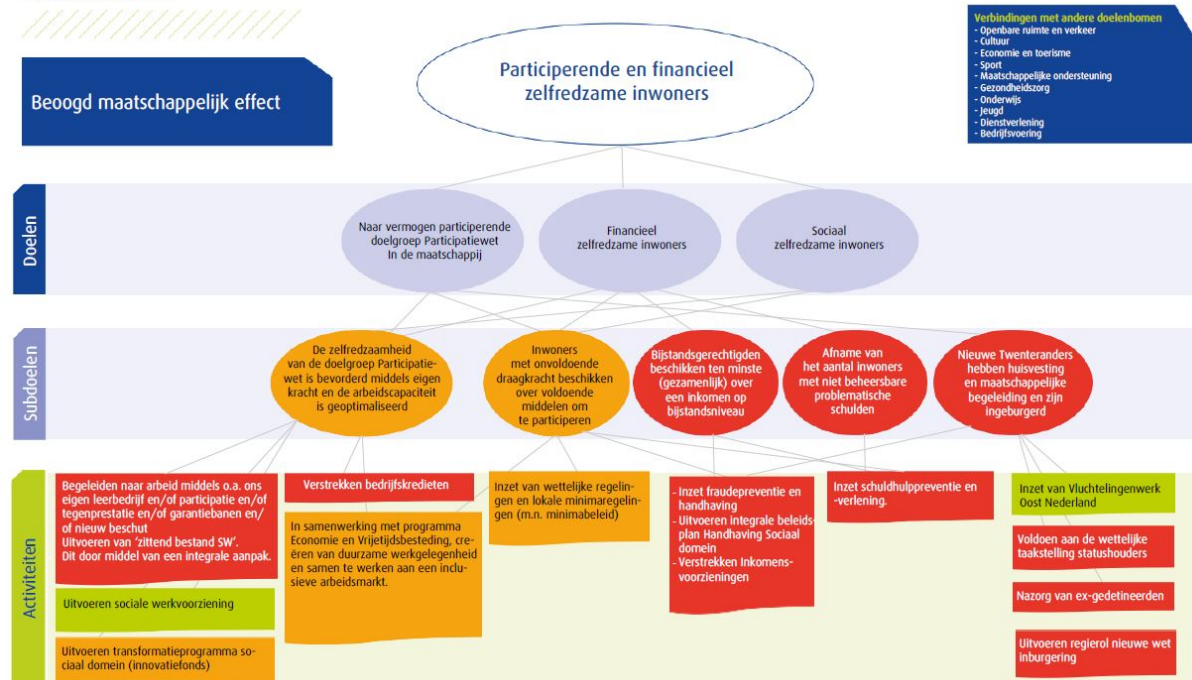 Beoogd maatschappelijk effect
Participerende en financieel
zelfredzame inwoners
Verbindingen met andere doelenbomen
- Openbare ruimte en verkeer
- Cultuur
- Economie en toerisme
- Sport
- Maatschappelijke ondersteuning
- Gezondheidszorg
- Onderwijs
- Jeugd
- Dienstverlening
- Bedrijfsvoering
Doelen
Naar vermogen participerende
doelgroep Participatiewet
In de maatschappij
Financieel
zelfredzame inwoners
Sociaal
zelfredzame inwoners
Subdoelen
De zelfredzaamheid
van de doelgroep Participatie-
wet is bevorderd middels eigen
kracht en de arbeidscapaciteit
is geoptimaliseerd
Inwoners
met onvoldoende
draagkracht beschikken
over voldoende
middelen om
te participeren
Bijstandsgerechtigden
beschikken ten minste
(gezamenlijk) over
een inkomen op
bijstandsniveau
Afname van
het aantal inwoners
met niet beheersbare
problematische
schulden
Nieuwe Twenteranders
hebben huisvesting
en maatschappelijke
begeleiding en zijn
ingeburgerd
Activiteiten
Begeleiden naar arbeid middels o.a. ons
eigen leerbedrijf en/of participatie en/of
tegenprestatie en/of garantiebanen en/
of nieuw beschut
Uitvoeren van ‘zittend bestand SW’.
Dit door middel van een integrale aanpak.
Uitvoeren sociale werkvoorziening
Uitvoeren transformatieprogramma so-
ciaal domein (innovatiefonds)
Verstrekken bedrijfskredieten
In samenwerking met programma
Economie en Vrijetijdsbesteding, cre-
ëren van duurzame werkgelegenheid
en samen te werken aan een inclu-
sieve arbeidsmarkt.
Inzet van wettelijke regelin-
gen en lokale minimaregelin-
gen (m.n. minimabeleid)
- Inzet fraudepreventie en
handhaving
- Uitvoeren integrale beleids-
plan Handhaving Sociaal
domein
- Verstrekken Inkomens-
voorzieningen
Inzet schuldhulppreventie en
-verlening.
Inzet van Vluchtelingenwerk
Oost Nederland
Voldoen aan de wettelijke
taakstelling statushouders
Nazorg van ex-gedetineerden
Uitvoeren regierol nieuwe wet
inburgering